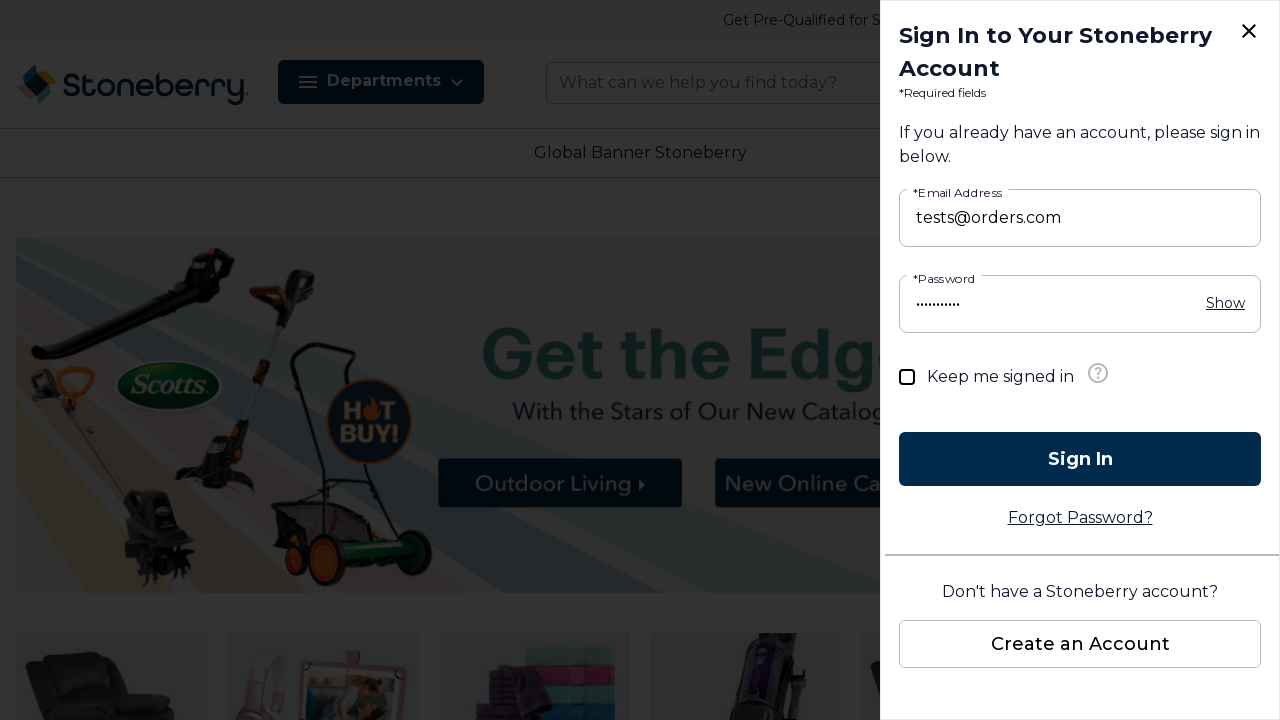 Get Pre-Qualified for S
Stoneberry
Departments
What can we help you find today?
Global Banner Stoneberry
Scotts
HOT
BUY!
Get the Edge
With the Stars of Our New Catalog
Outdoor Living
New Online Ca
Sign In to Your Stoneberry
Account
*Required fields
If you already have an account, please sign in
below.
*Email Address
tests@orders.com
*Password
•••••••••••
Show
Keep me signed in
Sign In
Forgot Password?
Don't have a Stoneberry account?
Create an Account